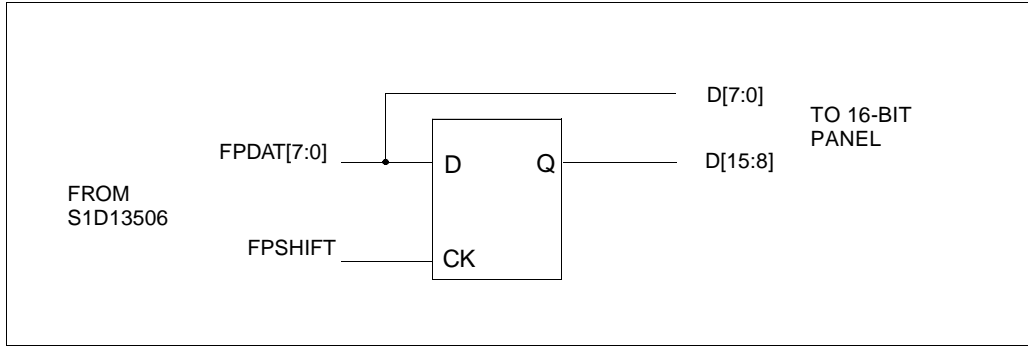 D[7:0]
TO 16-BIT
PANEL
FPDAT[7:0]
D
Q
D[15:8]
FROM
S1D13506
FPSHIFT
CK